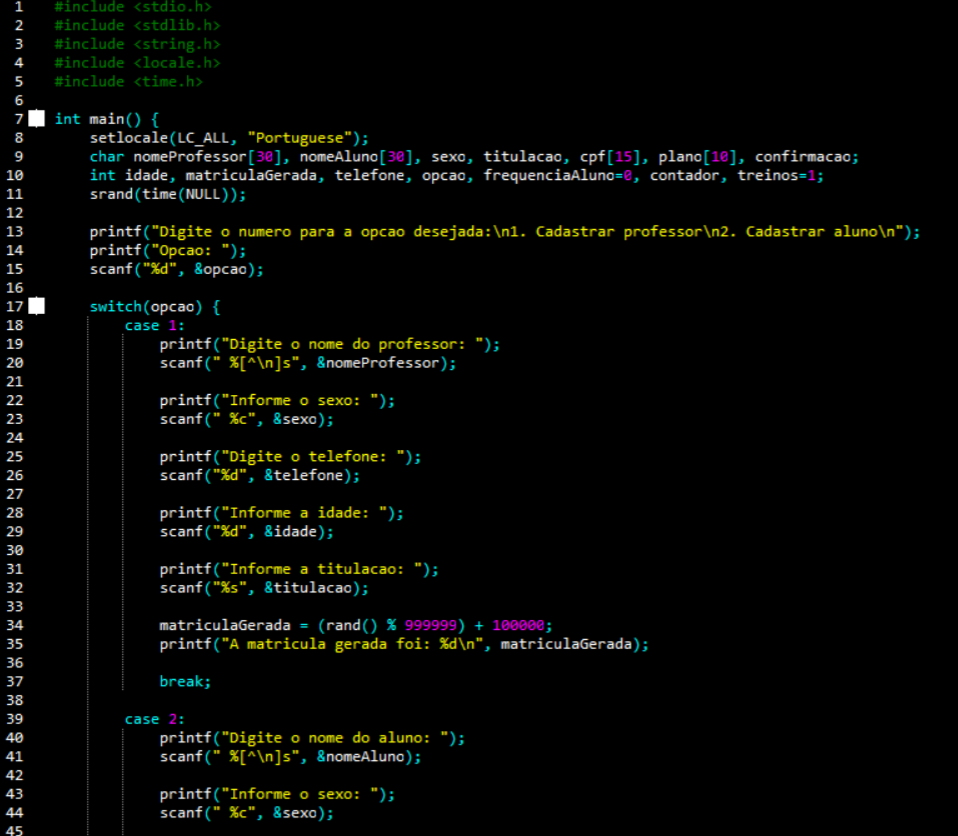 1 #include <stdio.h>
2 #include <stdlib.h>
3 #include <string.h>
4 #include <locale.h>
5 #include <time.h>
6
7 int main() {
8 setlocale(LC_ALL, "Portuguese");
9 char nomeProfessor[30], nomeAluno[30], sexo, titulacao, cpf[15], plano[10], confirmacao;
10 int idade, matriculaGerada, telefone, opcao, frequenciaAluno=0, contador, treinos=1;
11 srand(time(NULL));
12
13 printf("Digite o numero para a opcao desejada:\n1. Cadastrar professor\n2. Cadastrar aluno\n");
14 printf("Opcao: ");
15 scanf("%d", &opcao);
16
17 switch(opcao) {
18 case 1:
19 printf("Digite o nome do professor: ");
20 scanf(" %[^\n]s", &nomeProfessor);
21
22 printf("Informe o sexo: ");
23 scanf(" %c", &sexo);
24
25 printf("Digite o telefone: ");
26 scanf("%d", &telefone);
27
28 printf("Informe a idade: ");
29 scanf("%d", &idade);
30
31 printf("Informe a titulacao: ");
32 scanf("%s", &titulacao);
33
34 matriculaGerada = (rand() % 999999) + 100000;
35 printf("A matricula gerada foi: %d\n", matriculaGerada);
36
37 break;
38
39 case 2:
40 printf("Digite o nome do aluno: ");
41 scanf(" %[^\n]s", &nomeAluno);
42
43 printf("Informe o sexo: ");
44 scanf(" %c", &sexo);
45